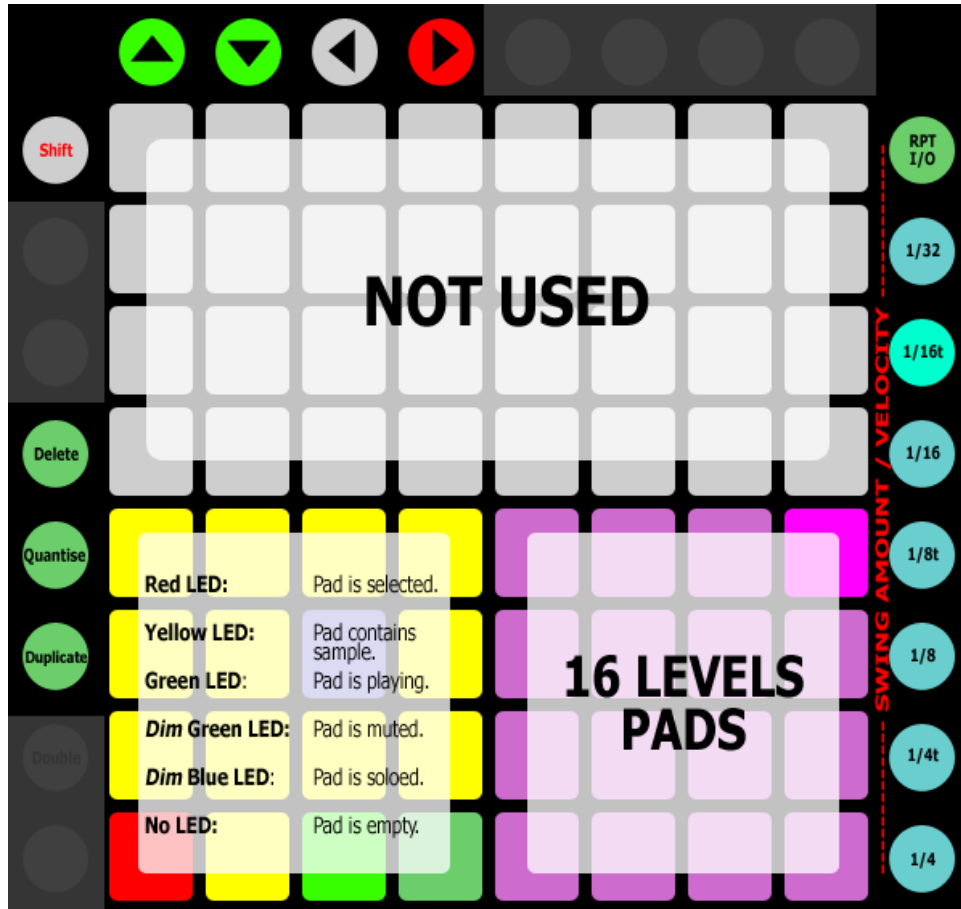 Shift
RPT
I/O
1/32
NOT USED
1/16t
Delete
1/16
SWING AMOUNT / VELOCITY
Quantise
1/8t
Red LED: Pad is selected.
Yellow LED: Pad contains
sample.
Green LED: Pad is playing.
Dim Green LED: Pad is muted.
Dim Blue LED: Pad is soloed.
No LED: Pad is empty.
16 LEVELS
PADS
Duplicate
1/8
Double
1/4t
1/4